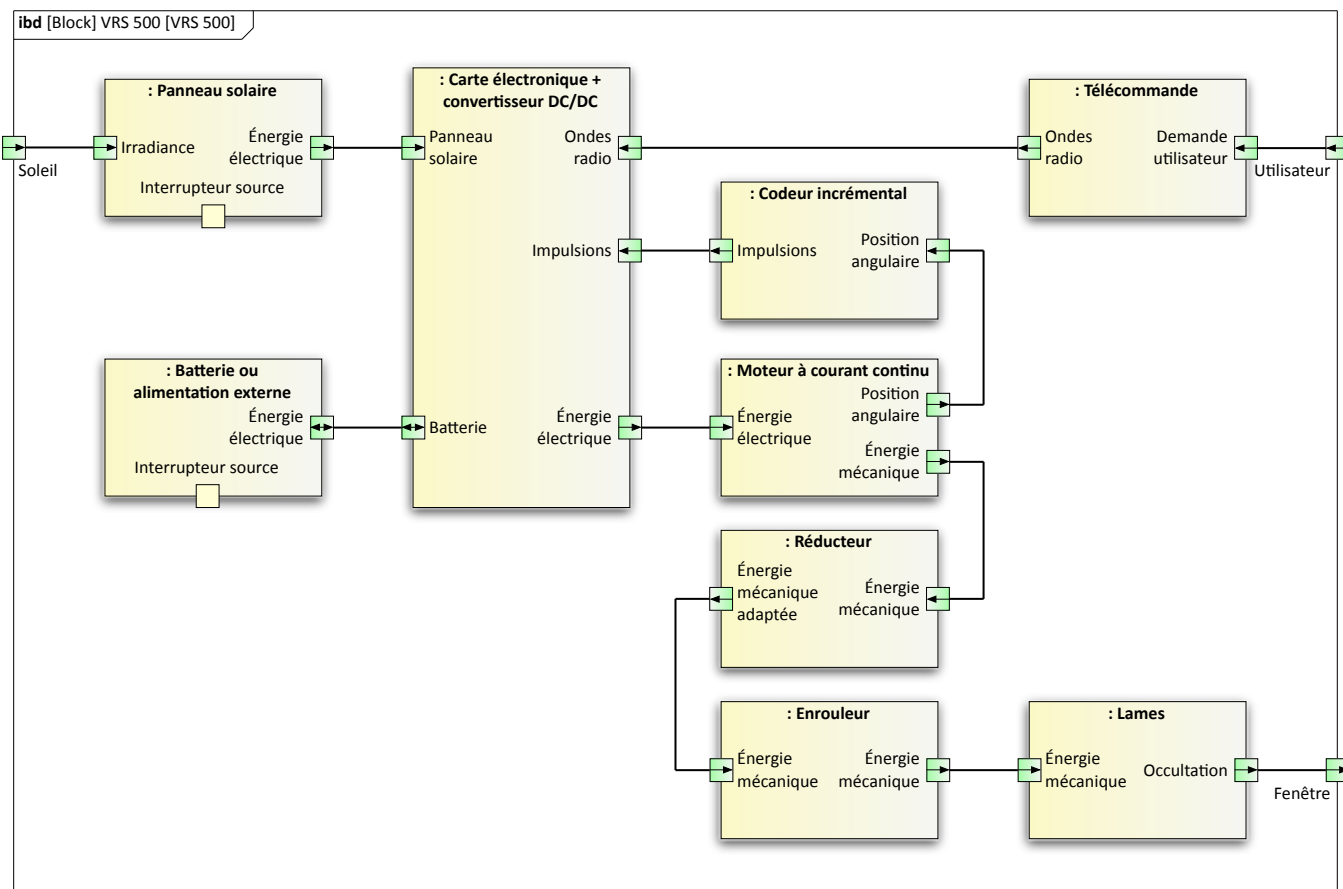 ibd [Block] VRS 500 [VRS 500]
: Panneau solaire
Irradiance
Énergie
électrique
Interrupteur source
Soleil
: Carte électronique +
convertisseur DC/DC
Panneau
solaire
Ondes
radio
Impulsions
Batterie
Énergie
électrique
: Télécommande
Ondes
radio
Demande
utilisateur
Utilisateur
: Codeur incrémental
Impulsions
Position
angulaire
: Batterie ou
alimentation externe
Énergie
électrique
Interrupteur source
: Moteur à courant continu
Énergie
électrique
Position
angulaire
Énergie
mécanique
: Réducteur
Énergie
mécanique
adaptée
Énergie
mécanique
: Enrouleur
Énergie
mécanique
Énergie
mécanique
: Lames
Énergie
mécanique
Occultation
Fenêtre